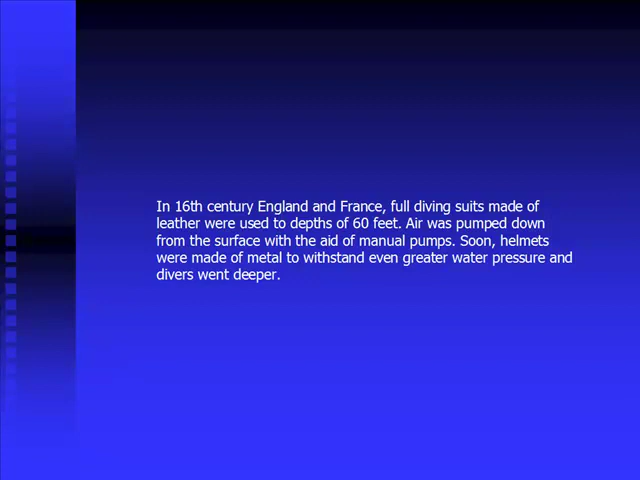 In 16th century England and France, full diving suits made of
leather were used to depths of 60 feet. Air was pumped down
from the surface with the aid of manual pumps. Soon, helmets
were made of metal to withstand even greater water pressure and
divers went deeper.